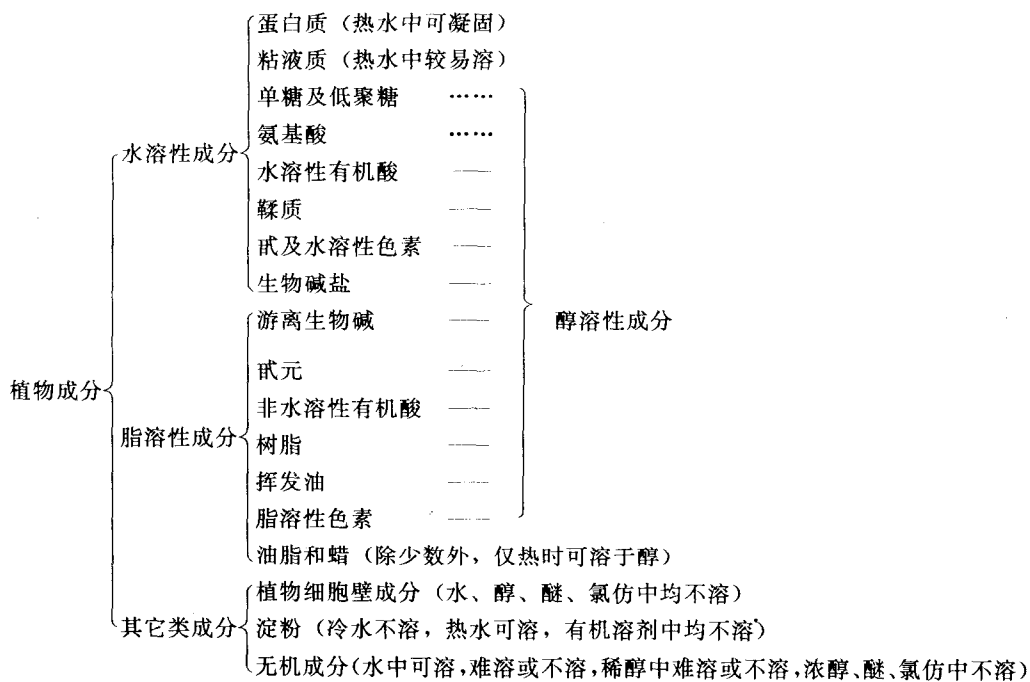 蛋白质（热水中可凝固）
粘液质（热水中较易溶）
单糖及低聚糖 ……
氨基酸 ……
水溶性成分
水溶性有机酸 ——
鞣质 ——
甙及水溶性色素 ——
生物碱盐 ——
游离生物碱 ——
醇溶性成分
甙元 ——
植物成分
非水溶性有机酸 ——
脂溶性成分
树脂 ——
挥发油 ——
脂溶性色素 ——
油脂和蜡（除少数外，仅热时可溶于醇）
植物细胞壁成分（水、醇、醚、氯仿中均不溶）
其它类成分
淀粉（冷水不溶，热水可溶，有机溶剂中均不溶）
无机成分（水中可溶，难溶或不溶，稀醇中难溶或不溶，浓醇、醚、氯仿中不溶）